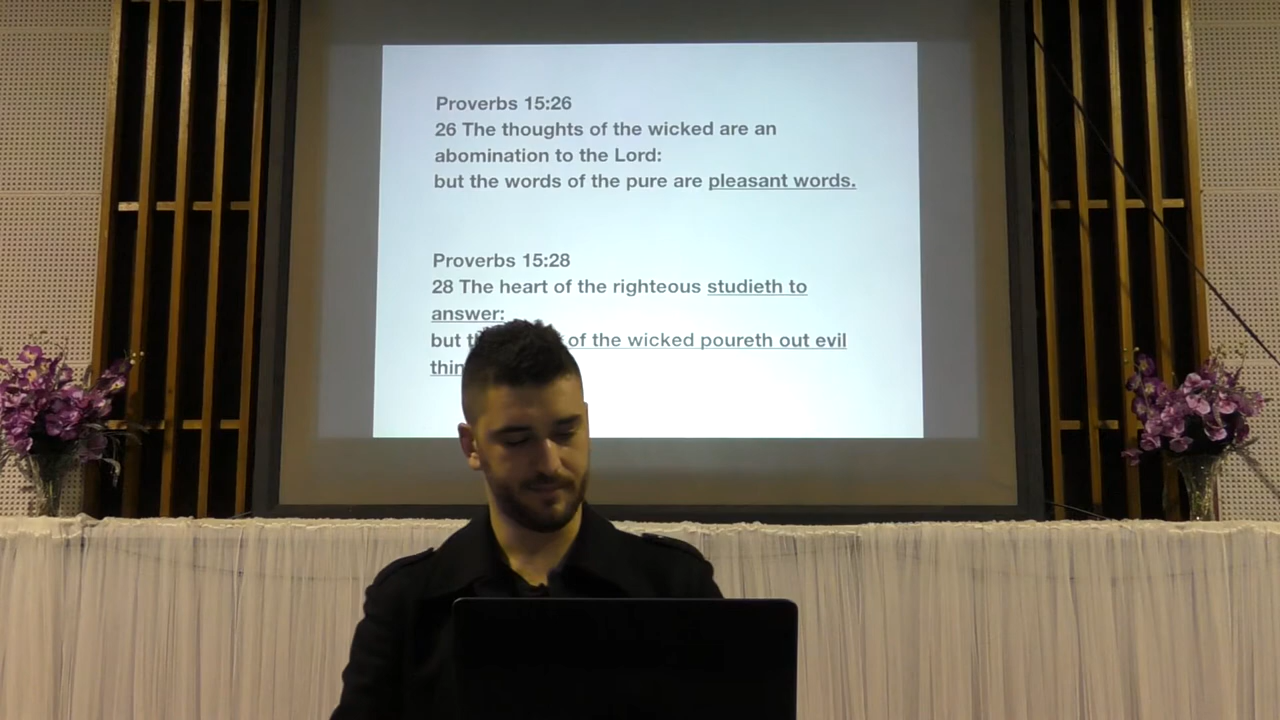 Proverbs 15:26
26 The thoughts of the wicked are an
abomination to the Lord:
but the words of the pure are pleasant words.
Proverbs 15:28
28 The heart of the righteous studieth to
answer:
but of the wicked poureth out evil